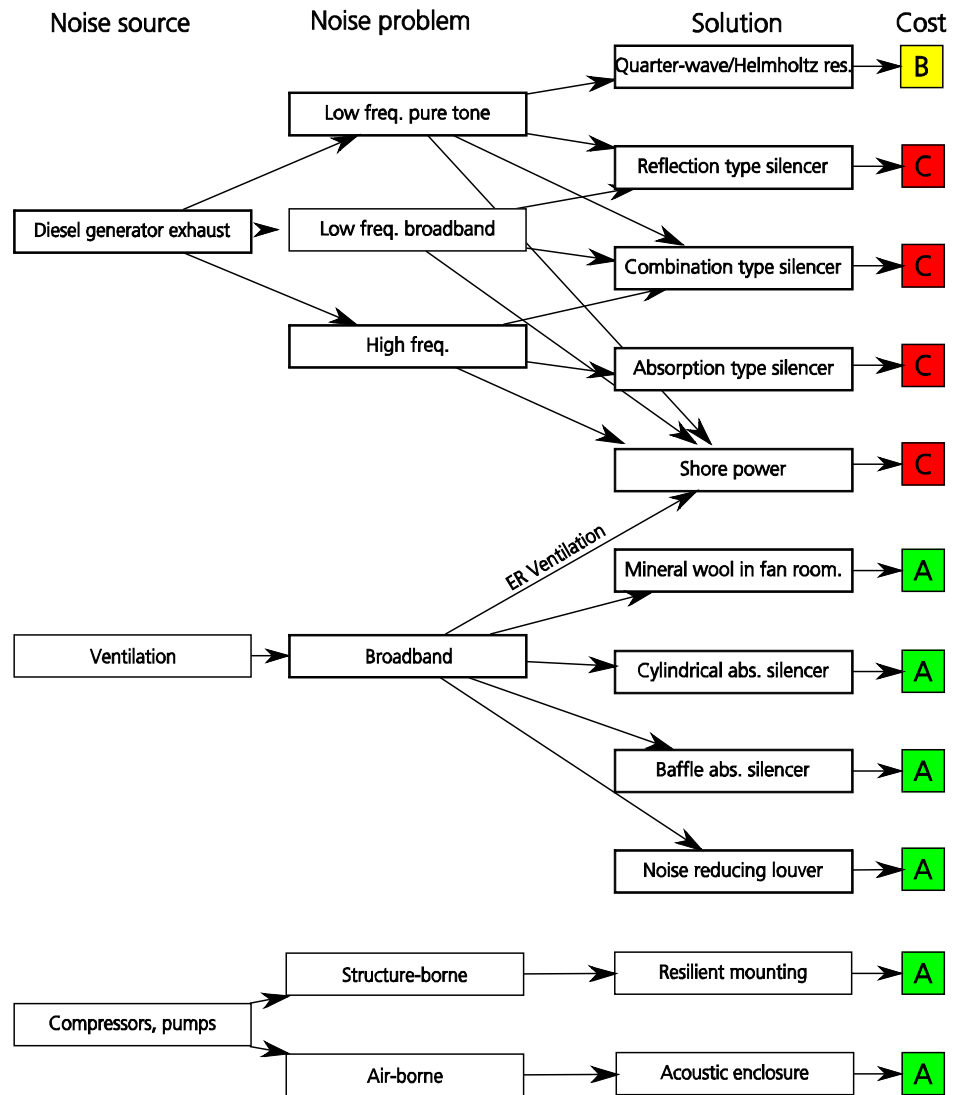 Noise source
Noise problem
Solution
Cost
Quarter-wave/Helmholtz res.
B
Low freq. pure tone
Reflection type silencer
C
Diesel generator exhaust
Low freq. broadband
Combination type silencer
C
High freq.
Absorption type silencer
C
Shore power
C
ER Ventilation
Mineral wool in fan room.
A
Ventilation
Broadband
Cylindrical abs. silencer
A
Baffle abs. silencer
A
Noise reducing louver
A
Structure-borne
Resilient mounting
A
Compressors, pumps
Air-borne
Acoustic enclosure
A